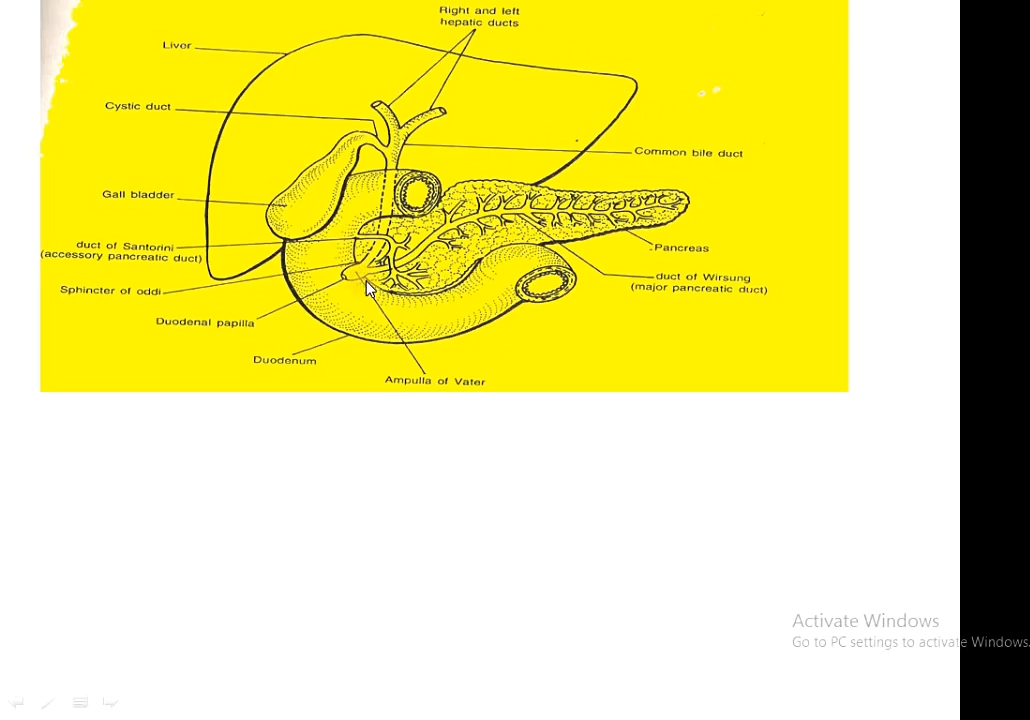 Right and left
hepatic ducts
Liver
Cystic duct
Common bile duct
Gall bladder
duct of Santorini
(accessory pancreatic duct)
Pancreas
duct of Wirsung
(major pancreatic duct)
Sphincter of oddi
Duodenal papilla
Duodenum
Ampulla of Vater
Activate Windows
Go to PC settings to activate Windows.